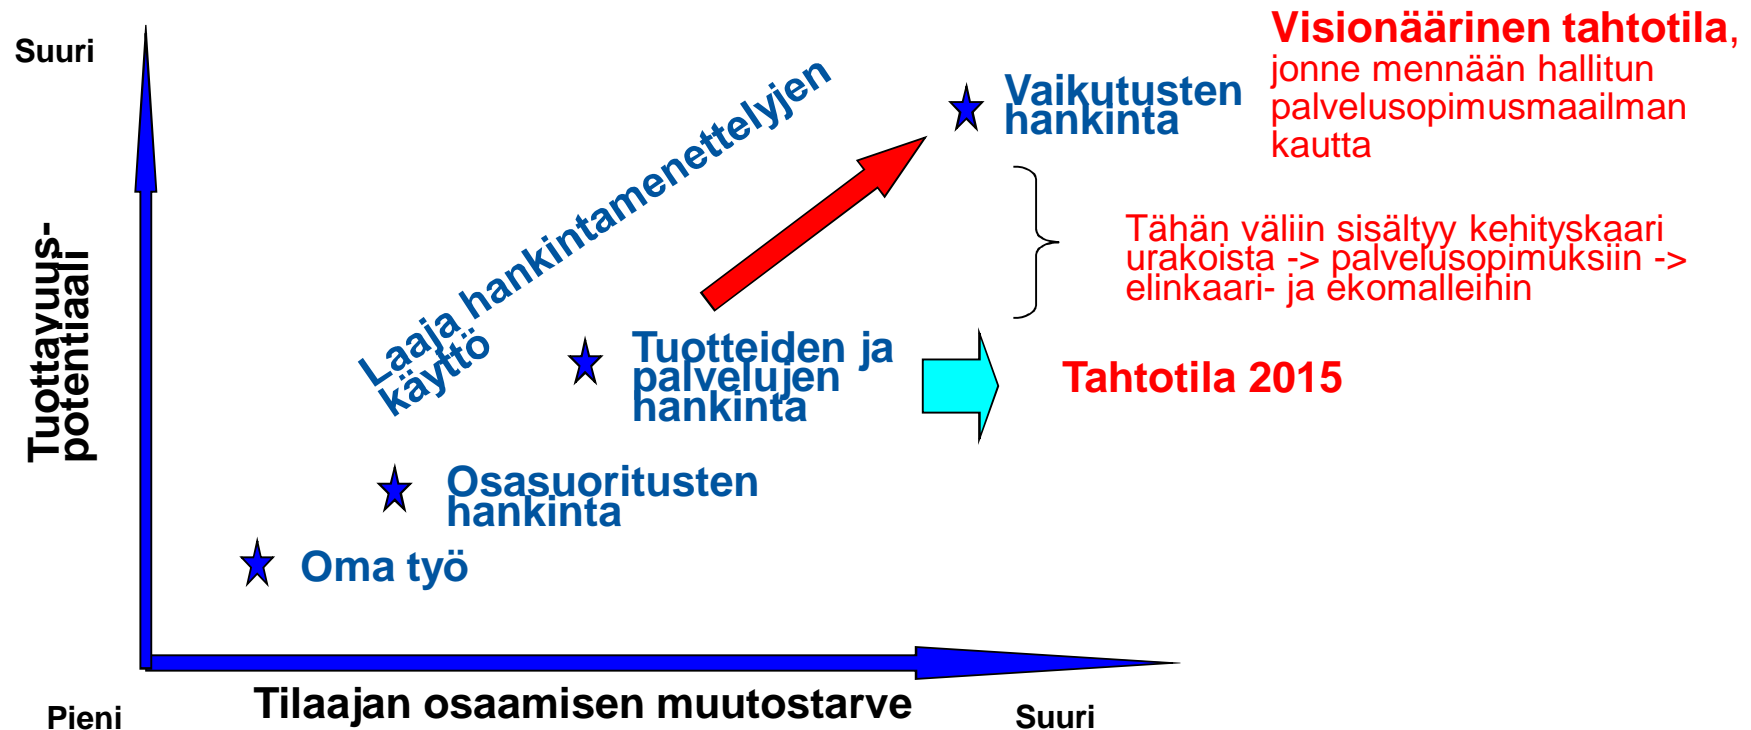 Suuri
Tuottavuus-
potentiaali
Laaja hankintamenettelyjen
käyttö
Visionäärinen tahtotila,
jonne mennään hallitun
palvelusopimusmaailman
kautta
Vaikutusten
hankinta
Tähän väliin sisältyy kehityskaari
urakoista -> palvelusopimuksiin ->
elinkaari- ja ekomalleihin
Tuotteiden ja
palvelujen
hankinta
Tahtotila 2015
Osasuoritusten
hankinta
Oma työ
Pieni
Tilaajan osaamisen muutostarve
Suuri